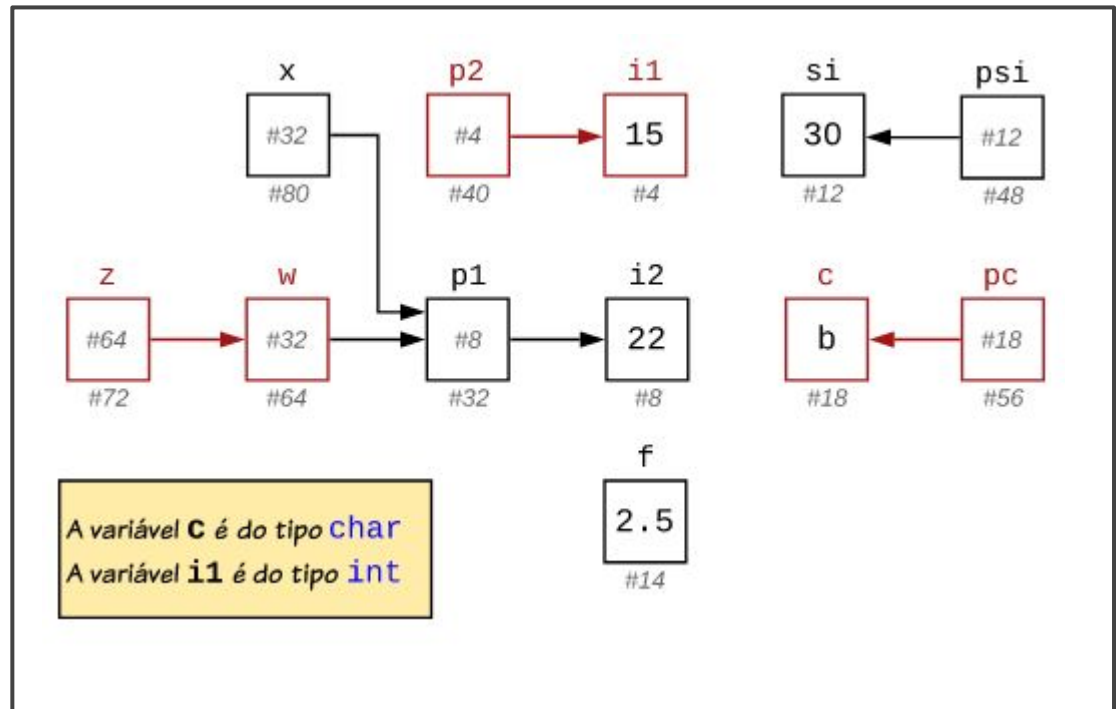 x p2 i1 si psi
#32 #4 15 30 #12
#80 #40 #4 #12 #48
z w p1 i2 c pc
#64 #32 #8 22 b #18
#72 #64 #32 #8 #18 #56
f
2.5
#14
A variável c é do tipo char
A variável i1 é do tipo int